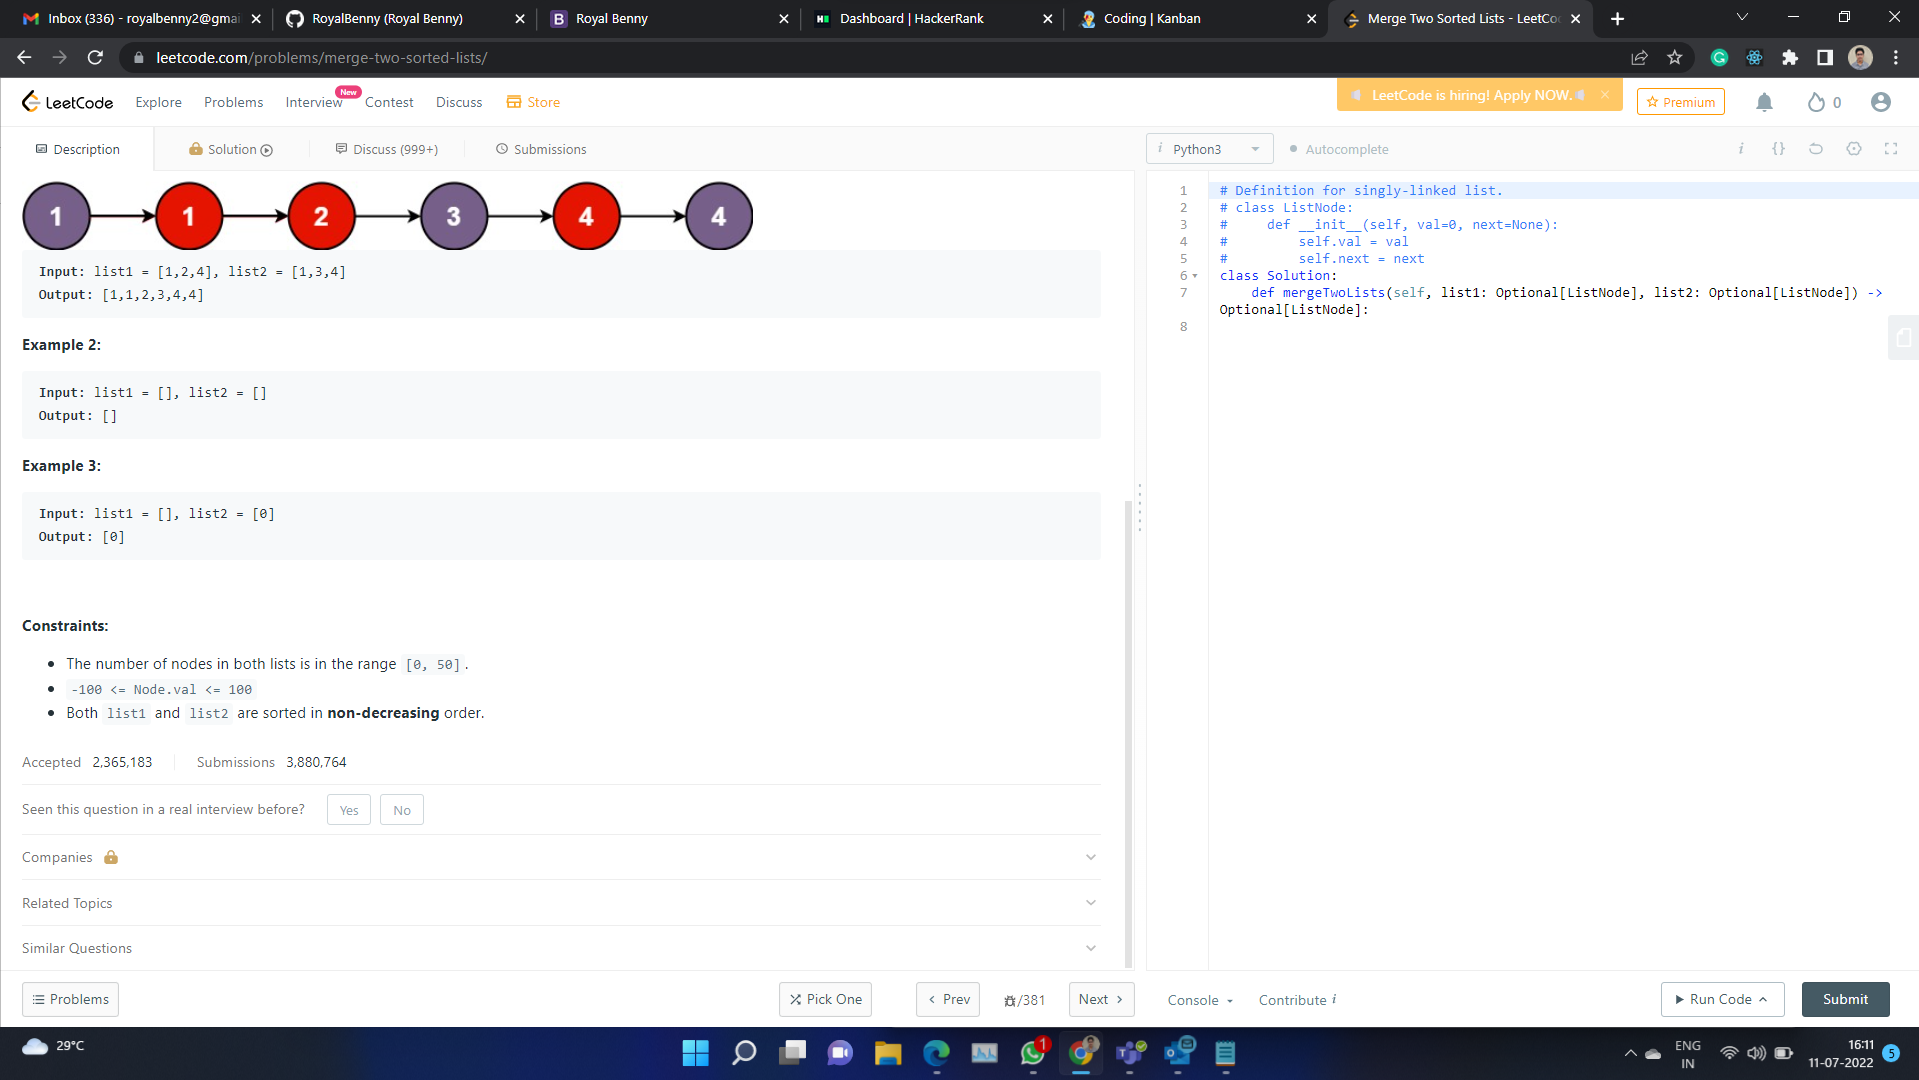 Inbox (336) - royalbenny2@gmai
RoyalBenny (Royal Benny)
Royal Benny
Dashboard | HackerRank
Coding | Kanban
Merge Two Sorted Lists - LeetCo
leetcode.com/problems/merge-two-sorted-lists/
LeetCode
Explore
Problems
Interview
New
Contest
Discuss
Store
LeetCode is hiring! Apply NOW.
Premium
0
Description
Solution
Discuss (999+)
Submissions
Python3
Autocomplete
1 1 2 3 4 4
Input: list1 = [1,2,4], list2 = [1,3,4]
Output: [1,1,2,3,4,4]
Example 2:
Input: list1 = [], list2 = []
Output: []
Example 3:
Input: list1 = [], list2 = [0]
Output: [0]
Constraints:
The number of nodes in both lists is in the range [0, 50].
-100 <= Node.val <= 100
Both list1 and list2 are sorted in non-decreasing order.
Accepted 2,365,183 Submissions 3,880,764
Seen this question in a real interview before? Yes No
Companies
Related Topics
Similar Questions
1 # Definition for singly-linked list.
2 # class ListNode:
3 #     def __init__(self, val=0, next=None):
4 #         self.val = val
5 #         self.next = next
6 class Solution:
7     def mergeTwoLists(self, list1: Optional[ListNode], list2: Optional[ListNode]) ->
Optional[ListNode]:
8
Problems
Pick One
Prev
/381
Next
Console
Contribute i
Run Code
Submit
29°C
1
ENG
IN
16:11
11-07-2022
5